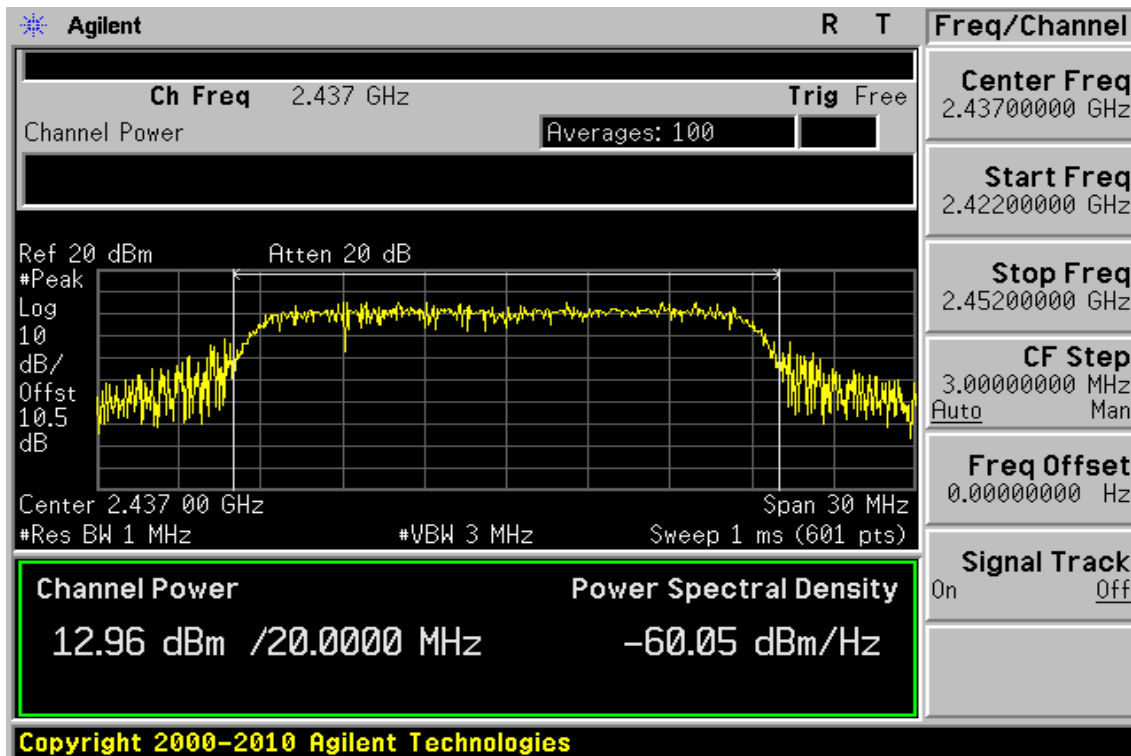 Agilent R T Freq/Channel
Ch Freq 2.437 GHz Trig Free
Channel Power Averages: 100
Center Freq
2.43700000 GHz
Start Freq
2.42200000 GHz
Ref 20 dBm Atten 20 dB
#Peak
Log
10
dB/
Offst
10.5
dB
Stop Freq
2.45200000 GHz
CF Step
3.00000000 MHz
Auto Man
Freq Offset
0.00000000 Hz
Center 2.437 00 GHz Span 30 MHz
#Res BW 1 MHz #VBW 3 MHz Sweep 1 ms (601 pts)
Signal Track
On Off
Channel Power Power Spectral Density
12.96 dBm /20.0000 MHz -60.05 dBm/Hz
Copyright 2000-2010 Agilent Technologies